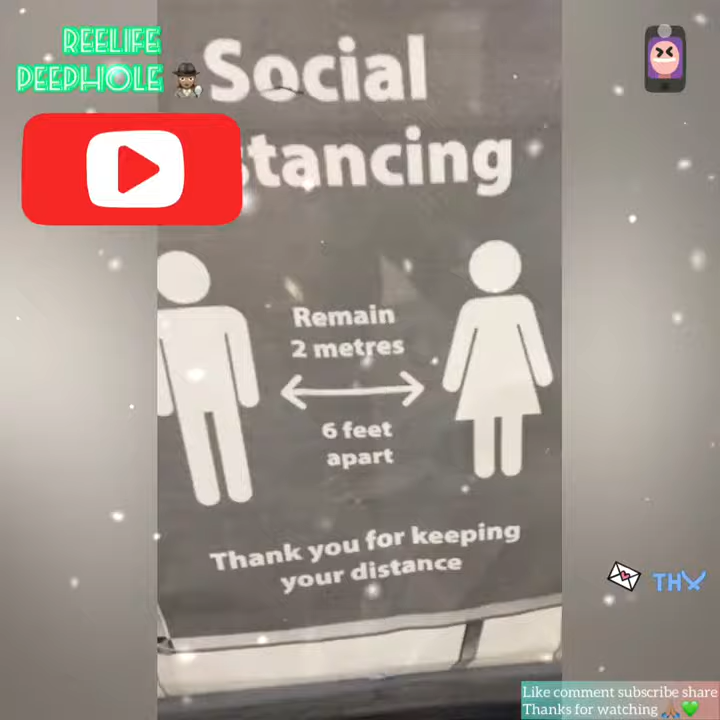 REELIFE
PEEPHOLE
Social
stancing
Remain
2 metres
6 feet
apart
Thank you for keeping
your distance
THX
Like comment subscribe share
Thanks for watching